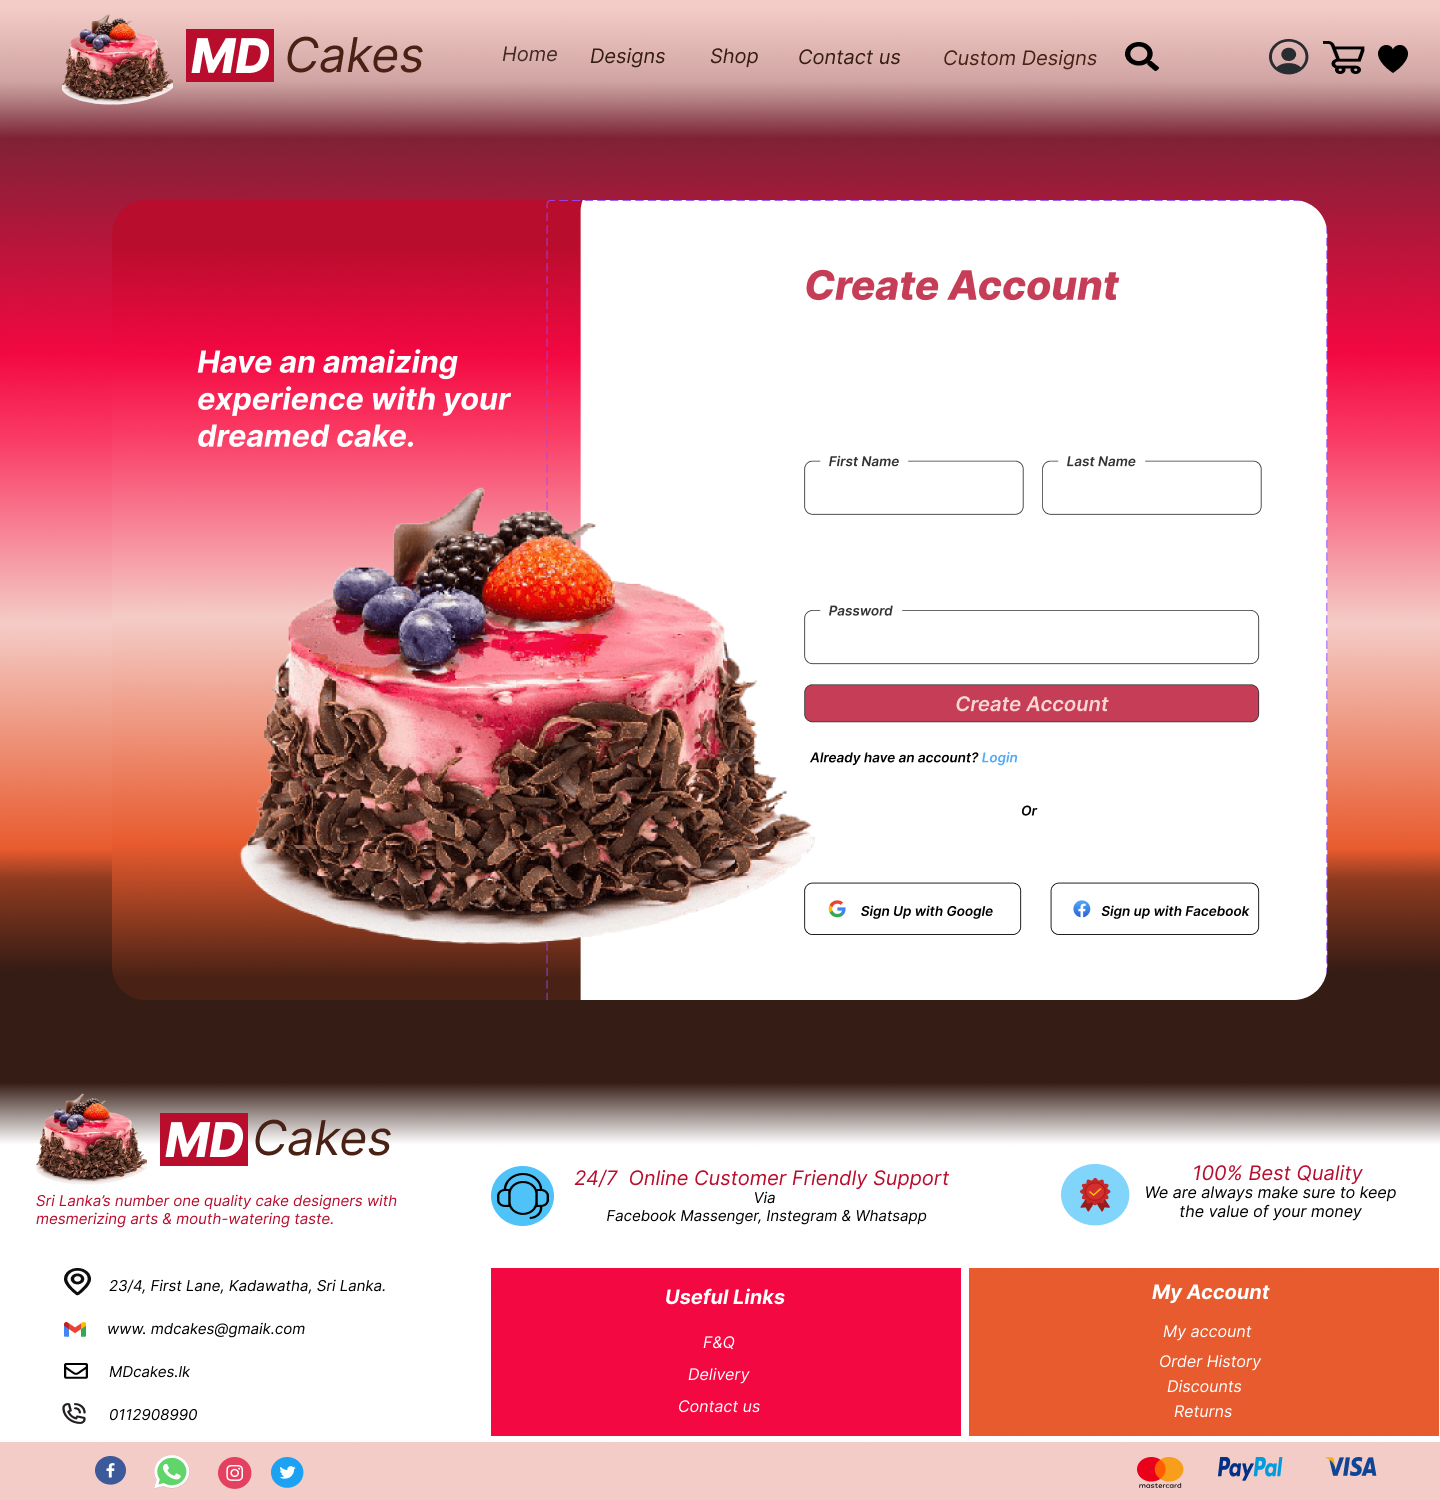 MD Cakes
Home
Designs
Shop
Contact us
Custom Designs
Create Account
Have an amaizing
experience with your
dreamed cake.
First Name
Last Name
Password
Create Account
Already have an account? Login
Or
Sign Up with Google
Sign up with Facebook
MD Cakes
Sri Lanka's number one quality cake designers with
mesmerizing arts & mouth-watering taste.
24/7 Online Customer Friendly Support
Via
Facebook Massenger, Instegram & Whatsapp
100% Best Quality
We are always make sure to keep
the value of your money
23/4, First Lane, Kadawatha, Sri Lanka.
www. mdcakes@gmaik.com
MDcakes.lk
0112908990
Useful Links
F&Q
Delivery
Contact us
My Account
My account
Order History
Discounts
Returns
mastercard
PayPal
VISA